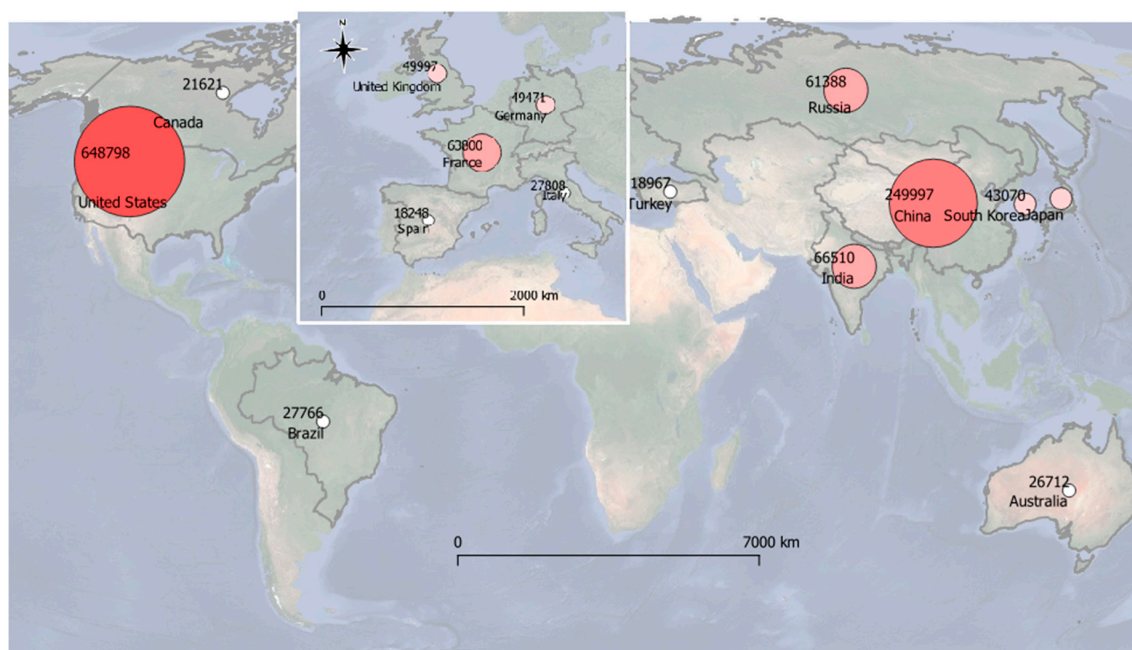 N
49997
United Kingdom
49471
Germany
63800
France
27808
Italy
18248
Spain
0
2000 km
21621
Canada
648798
United States
61388
Russia
18967
Turkey
249997
China
43070
South Korea
Japan
66510
India
27766
Brazil
26712
Australia
0
7000 km